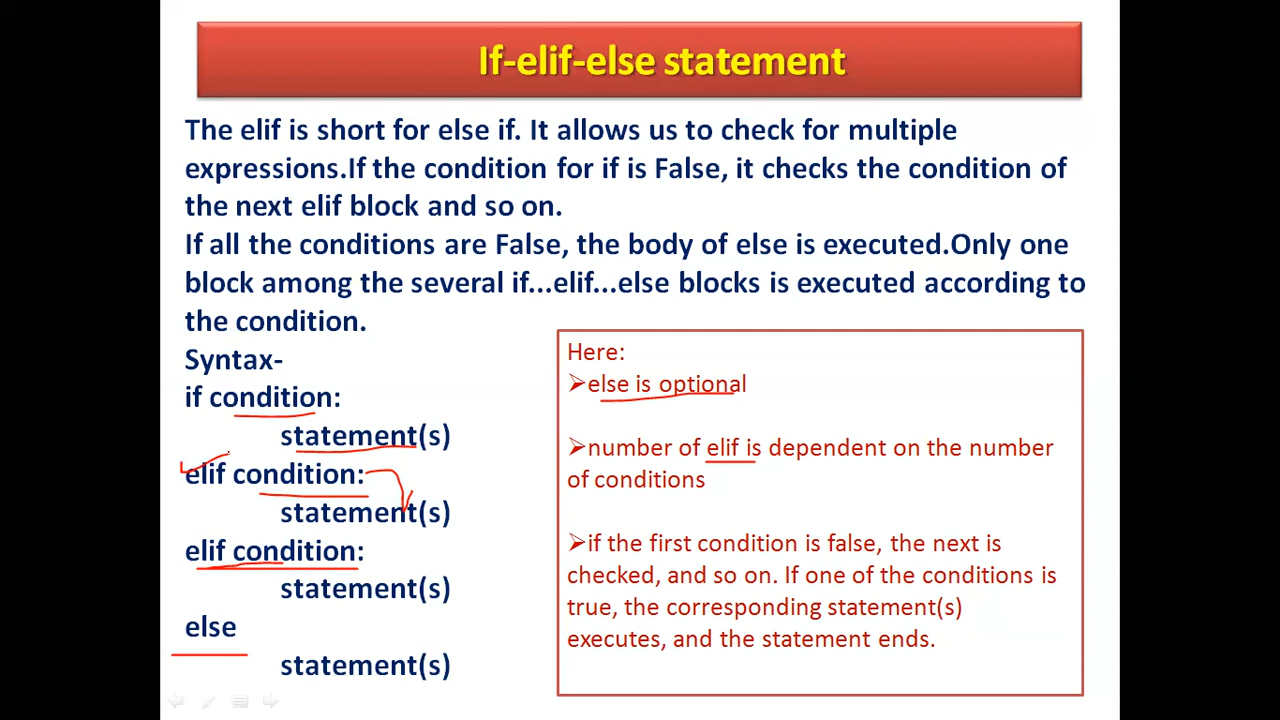 If-elif-else statement
The elif is short for else if. It allows us to check for multiple
expressions.If the condition for if is False, it checks the condition of
the next elif block and so on.
If all the conditions are False, the body of else is executed.Only one
block among the several if...elif...else blocks is executed according to
the condition.
Syntax-
if condition:
statement(s)
elif condition:
statement(s)
elif condition:
statement(s)
else
statement(s)
Here:
➢else is optional
➢number of elif is dependent on the number
of conditions
➢if the first condition is false, the next is
checked, and so on. If one of the conditions is
true, the corresponding statement(s)
executes, and the statement ends.